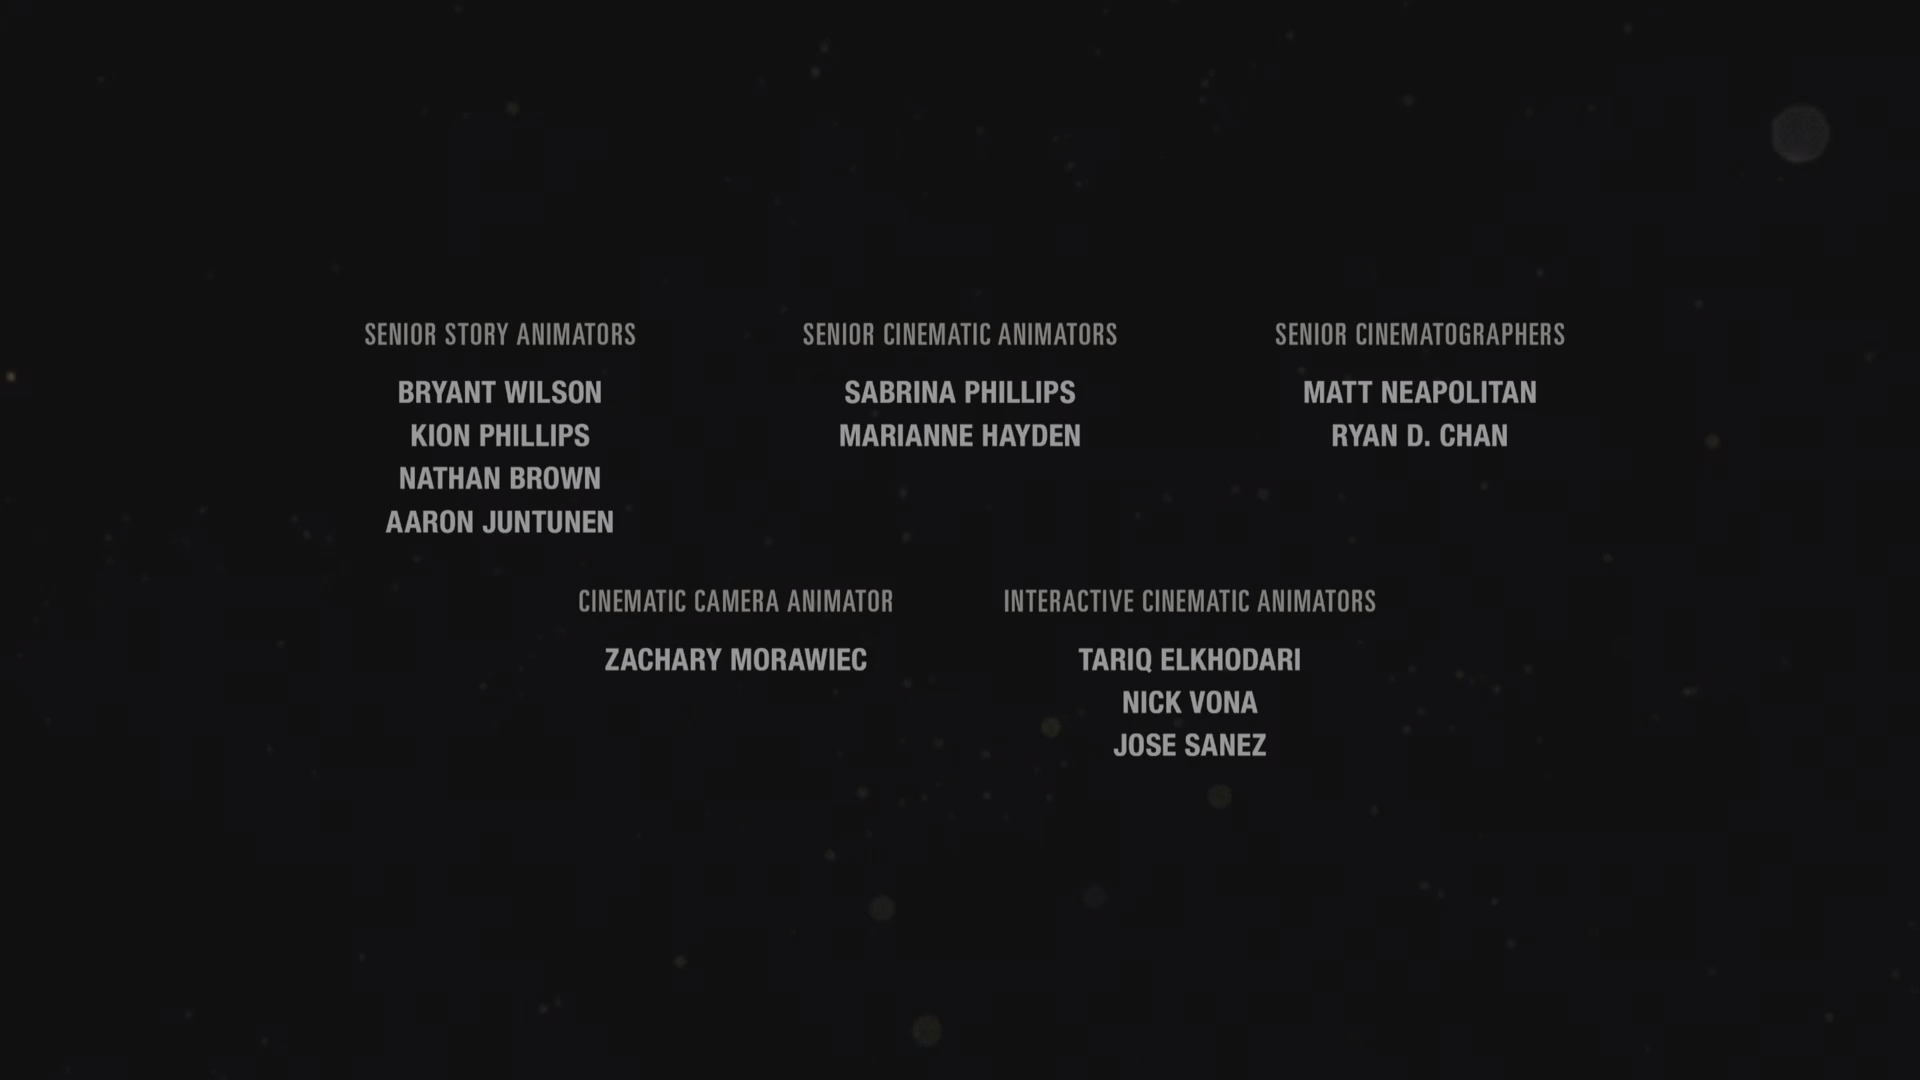 SENIOR STORY ANIMATORS
BRYANT WILSON
KION PHILLIPS
NATHAN BROWN
AARON JUNTUNEN
SENIOR CINEMATIC ANIMATORS
SABRINA PHILLIPS
MARIANNE HAYDEN
SENIOR CINEMATOGRAPHERS
MATT NEAPOLITAN
RYAN D. CHAN
CINEMATIC CAMERA ANIMATOR
ZACHARY MORAWIEC
INTERACTIVE CINEMATIC ANIMATORS
TARIQ ELKHODARI
NICK VONA
JOSE SANEZ